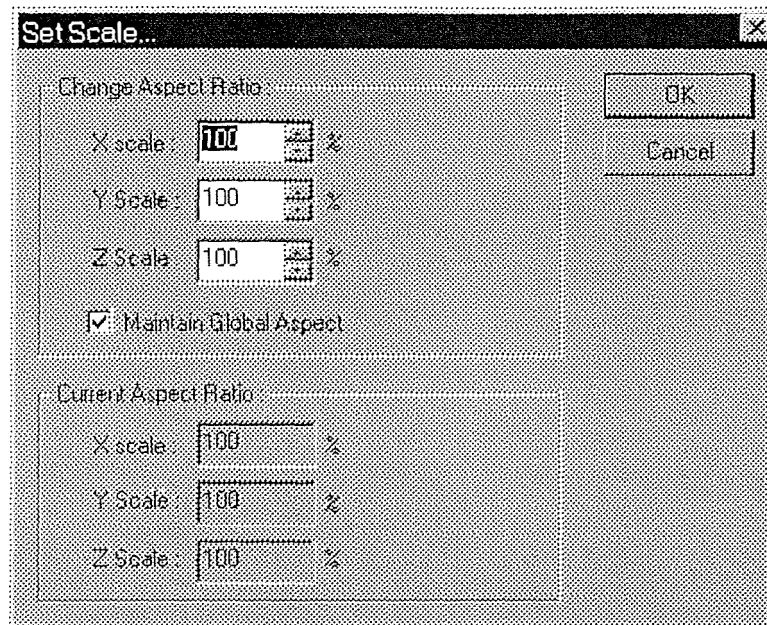 Set Scale...
Change Aspect Ratio :
OK
X scale : 100 %
Cancel
Y Scale : 100 %
Z Scale 100 %
Maintain Global Aspect
Current Aspect Ratio :
X scale : 100 %
Y Scale : 100 %
Z Scale : 100 %